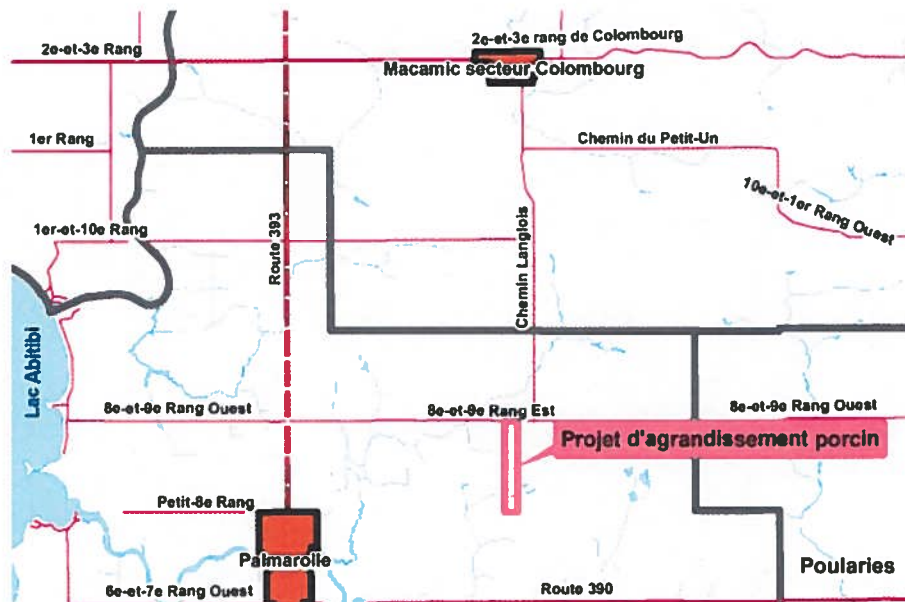 2e-et-3e rang de Colombourg
2e-et-3e Rang
Macamic secteur Colombourg
1er Rang
Chemin du Petit-Un
10e-et-1er Rang Ouest
1er-et-10e Rang
Route 393
Chemin Langlois
Lac Abitibi
8e-et-9e Rang Ouest
8e-et-9e Rang Est
8e-et-9e Rang Ouest
Projet d'agrandissement porcin
Petit-8e Rang
Palmarolle
Poularies
6e-et-7e Rang Ouest
Route 390